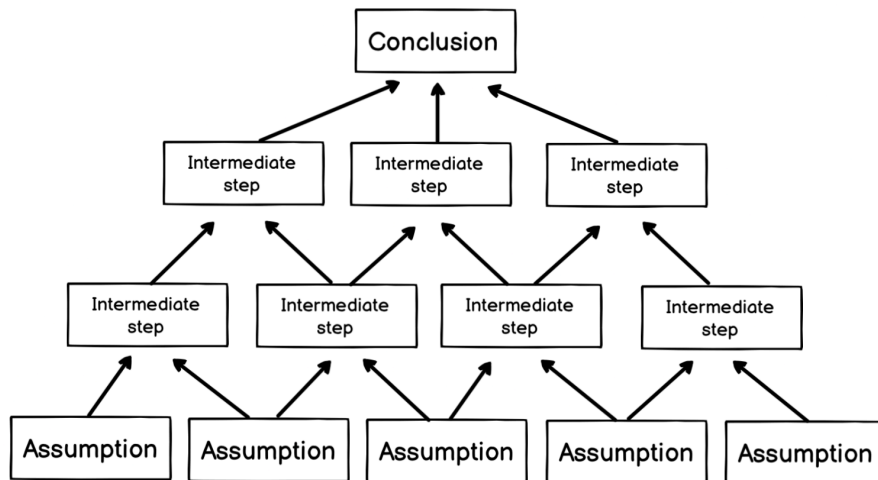 Conclusion
Intermediate
step
Intermediate
step
Intermediate
step
Intermediate
step
Intermediate
step
Intermediate
step
Intermediate
step
Assumption
Assumption
Assumption
Assumption
Assumption